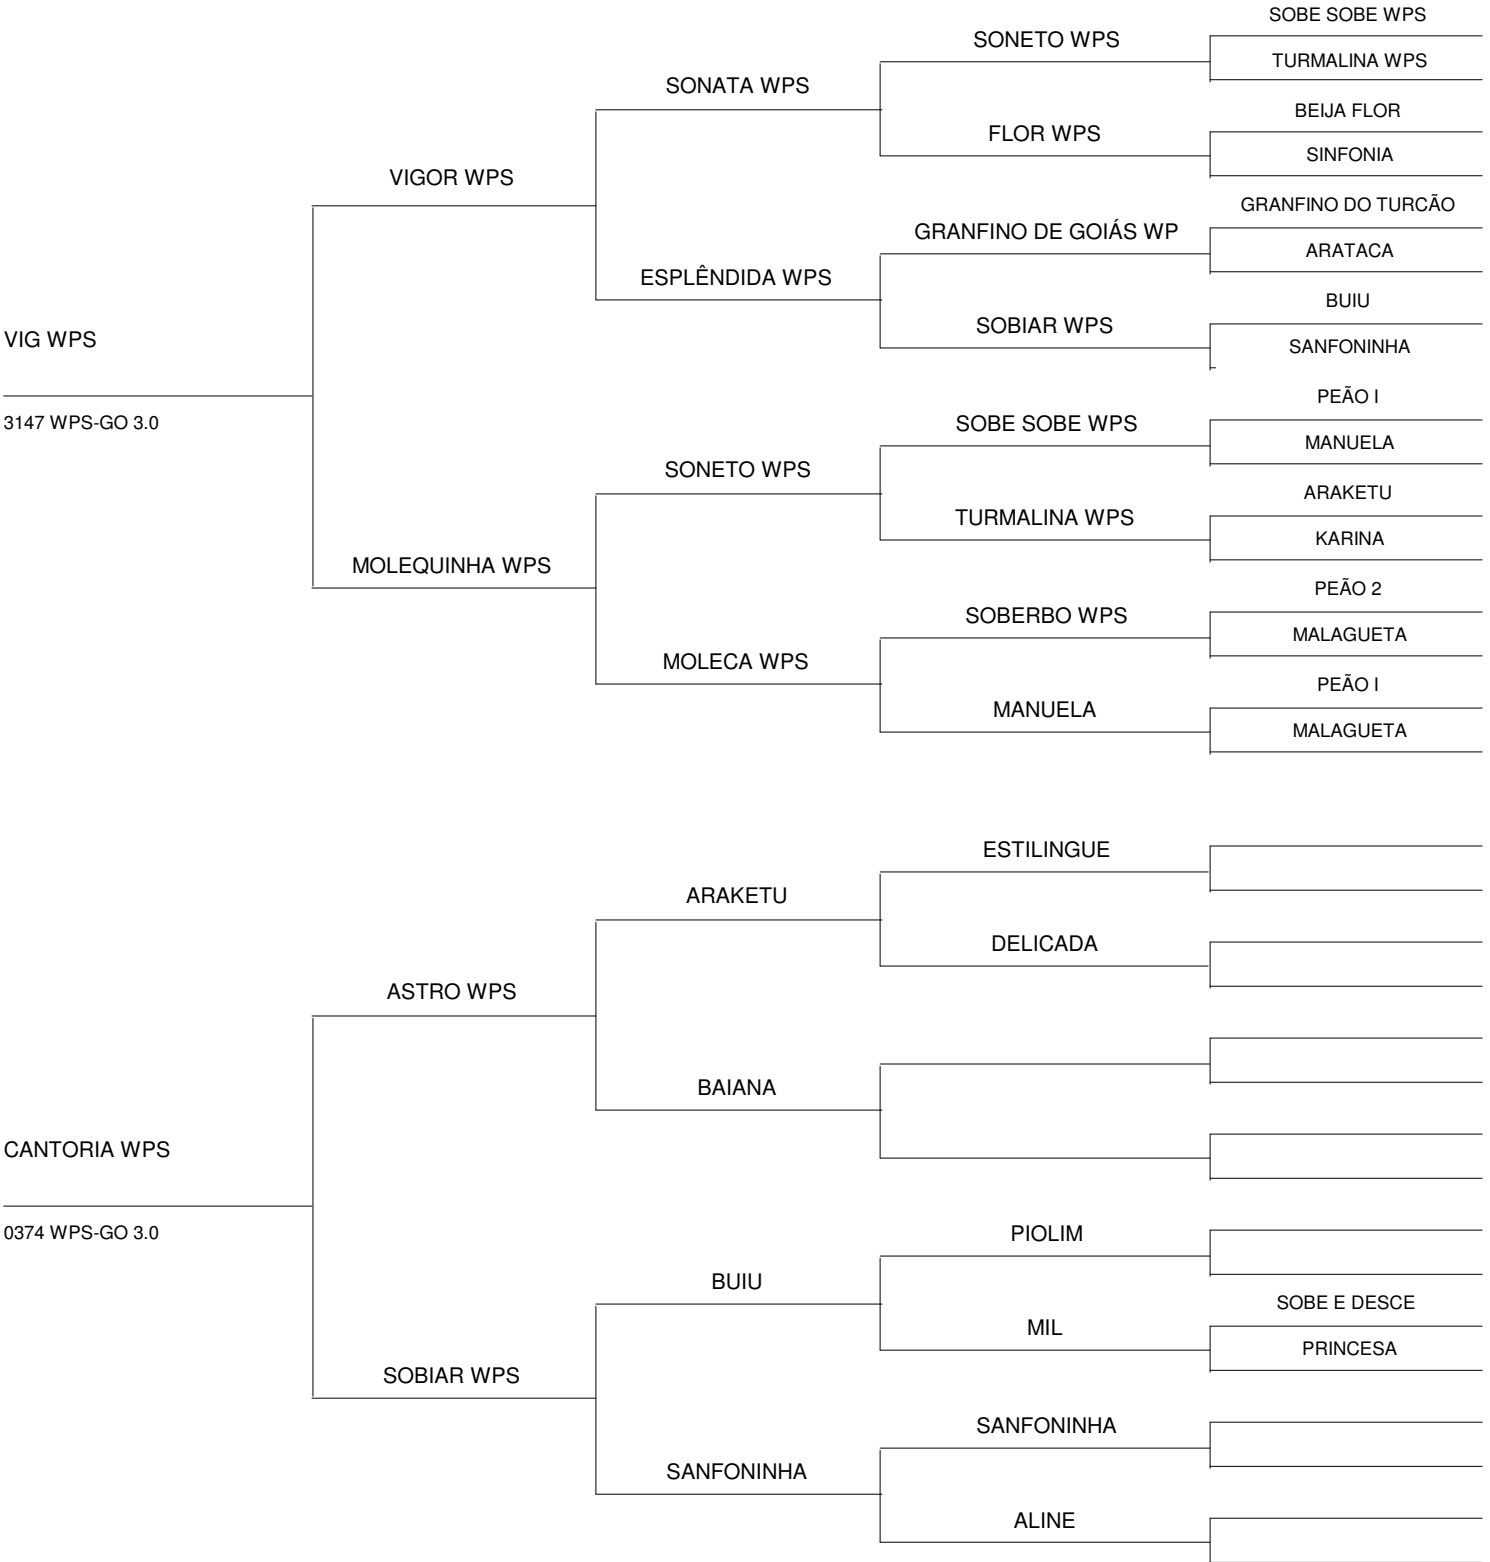 SOBE SOBE WPS
SONETO WPS
TURMALINA WPS
SONATA WPS
BEIJA FLOR
FLOR WPS
SINFONIA
VIGOR WPS
GRANFINO DO TURCÃO
GRANFINO DE GOIÁS WP
ARATACA
ESPLÊNDIDA WPS
BUIU
SOBIAR WPS
SANFONINHA
VIG WPS
3147 WPS-GO 3.0
PEÃO I
SOBE SOBE WPS
MANUELA
SONETO WPS
ARAKETU
TURMALINA WPS
KARINA
MOLEQUINHA WPS
PEÃO 2
SOBERBO WPS
MALAGUETA
MOLECA WPS
PEÃO I
MANUELA
MALAGUETA
ESTILINGUE
ARAKETU
DELICADA
ASTRO WPS
BAIANA
CANTORIA WPS
0374 WPS-GO 3.0
PIOLIM
BUIU
SOBE E DESCE
MIL
PRINCESA
SOBIAR WPS
SANFONINHA
SANFONINHA
ALINE